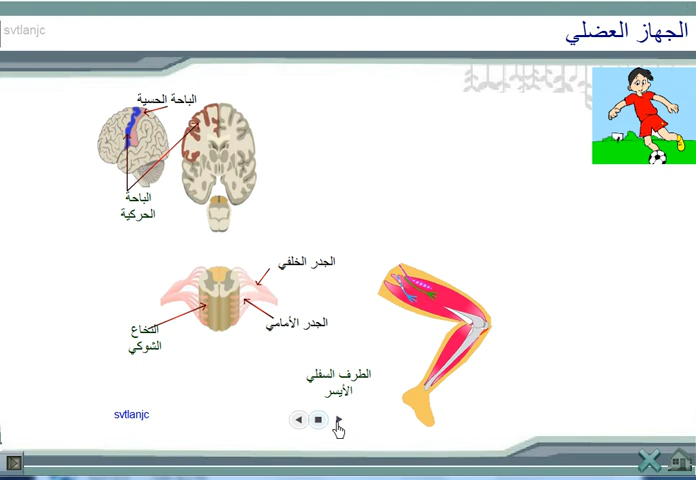 svtlanjc
الجهاز العضلي
الباحة الحسية
الباحة
الحركية
الجدر الخلفي
الجدر الأمامي
النخاع
الشوكي
الطرف السفلي
الأيسر
svtlanjc